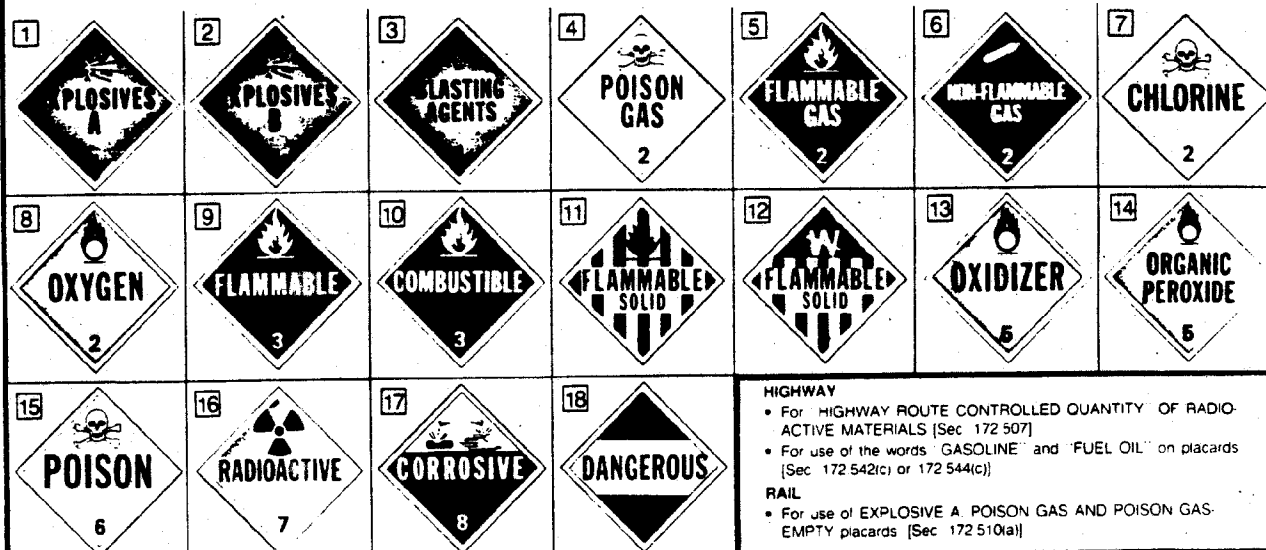 1
XPLOSIVES
A
2
XPLOSIVES
B
3
BLASTING
AGENTS
4
POISON
GAS
2
5
FLAMMABLE
GAS
2
6
NON-FLAMMABLE
GAS
2
7
CHLORINE
2
8
OXYGEN
2
9
FLAMMABLE
3
10
COMBUSTIBLE
3
11
FLAMMABLE
SOLID
12
W
FLAMMABLE
SOLID
13
OXIDIZER
5
14
ORGANIC
PEROXIDE
5
15
POISON
6
16
RADIOACTIVE
7
17
CORROSIVE
8
18
DANGEROUS
HIGHWAY
• For HIGHWAY ROUTE CONTROLLED QUANTITY OF RADIO-
ACTIVE MATERIALS [Sec 172 507]
• For use of the words "GASOLINE" and "FUEL OIL" on placards
[Sec 172 542(c) or 172 544(c)]
RAIL
• For use of EXPLOSIVE A. POISON GAS AND POISON GAS-
EMPTY placards [Sec 172 510(a)]